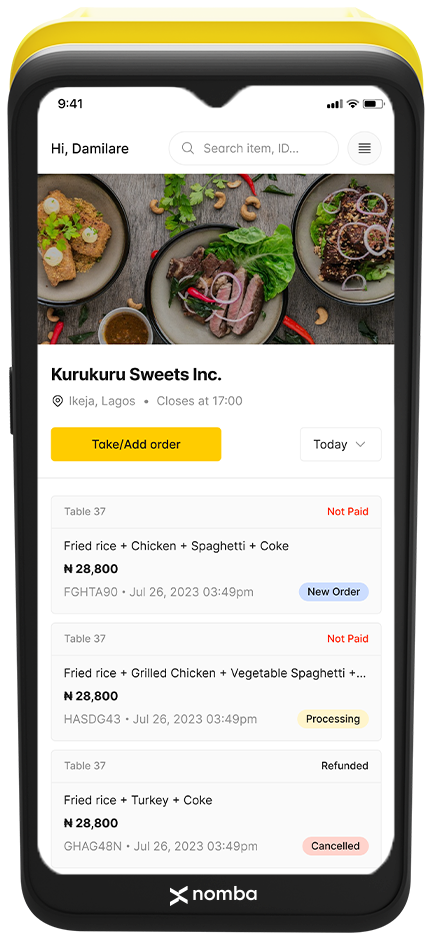 9:41
Hi, Damilare
Search item, ID...
Kurukuru Sweets Inc.
Ikeja, Lagos • Closes at 17:00
Take/Add order
Today
Table 37 Not Paid
Fried rice + Chicken + Spaghetti + Coke
₦ 28,800
FGHTA90 • Jul 26, 2023 03:49pm New Order
Table 37 Not Paid
Fried rice + Grilled Chicken + Vegetable Spaghetti +...
₦ 28,800
HASDG43 • Jul 26, 2023 03:49pm Processing
Table 37 Refunded
Fried rice + Turkey + Coke
₦ 28,800
GHAG48N • Jul 26, 2023 03:49pm Cancelled
nomba